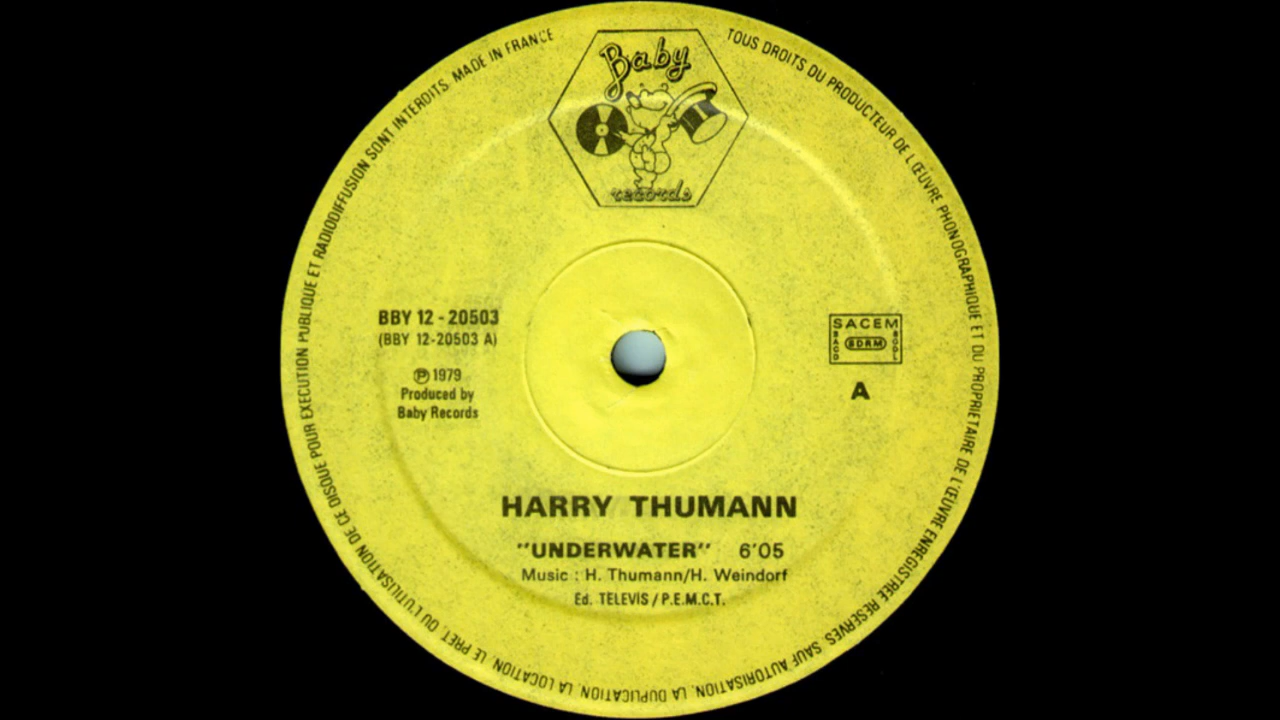 Baby
records
TOUS DROITS DU PRODUCTEUR DE L'ŒUVRE PHONOGRAPHIQUE ET DU PROPRIETAIRE DE L'ŒUVRE ENREGISTREE RESERVES. SAUF AUTORISATION, LA DUPLICATION, LA LOCATION, LE PRET, OU L'UTILISATION DE CE DISQUE POUR EXECUTION PUBLIQUE ET RADIODIFFUSION SONT INTERDITS. MADE IN FRANCE
BBY 12 - 20503
(BBY 12-20503 A)
℗ 1979
Produced by
Baby Records
SACEM
SACD
SDRM
SGDL
A
HARRY THUMANN
"UNDERWATER" 6'05
Music : H. Thumann/H. Weindorf
Ed. TELEVIS / P.E.M.C.T.